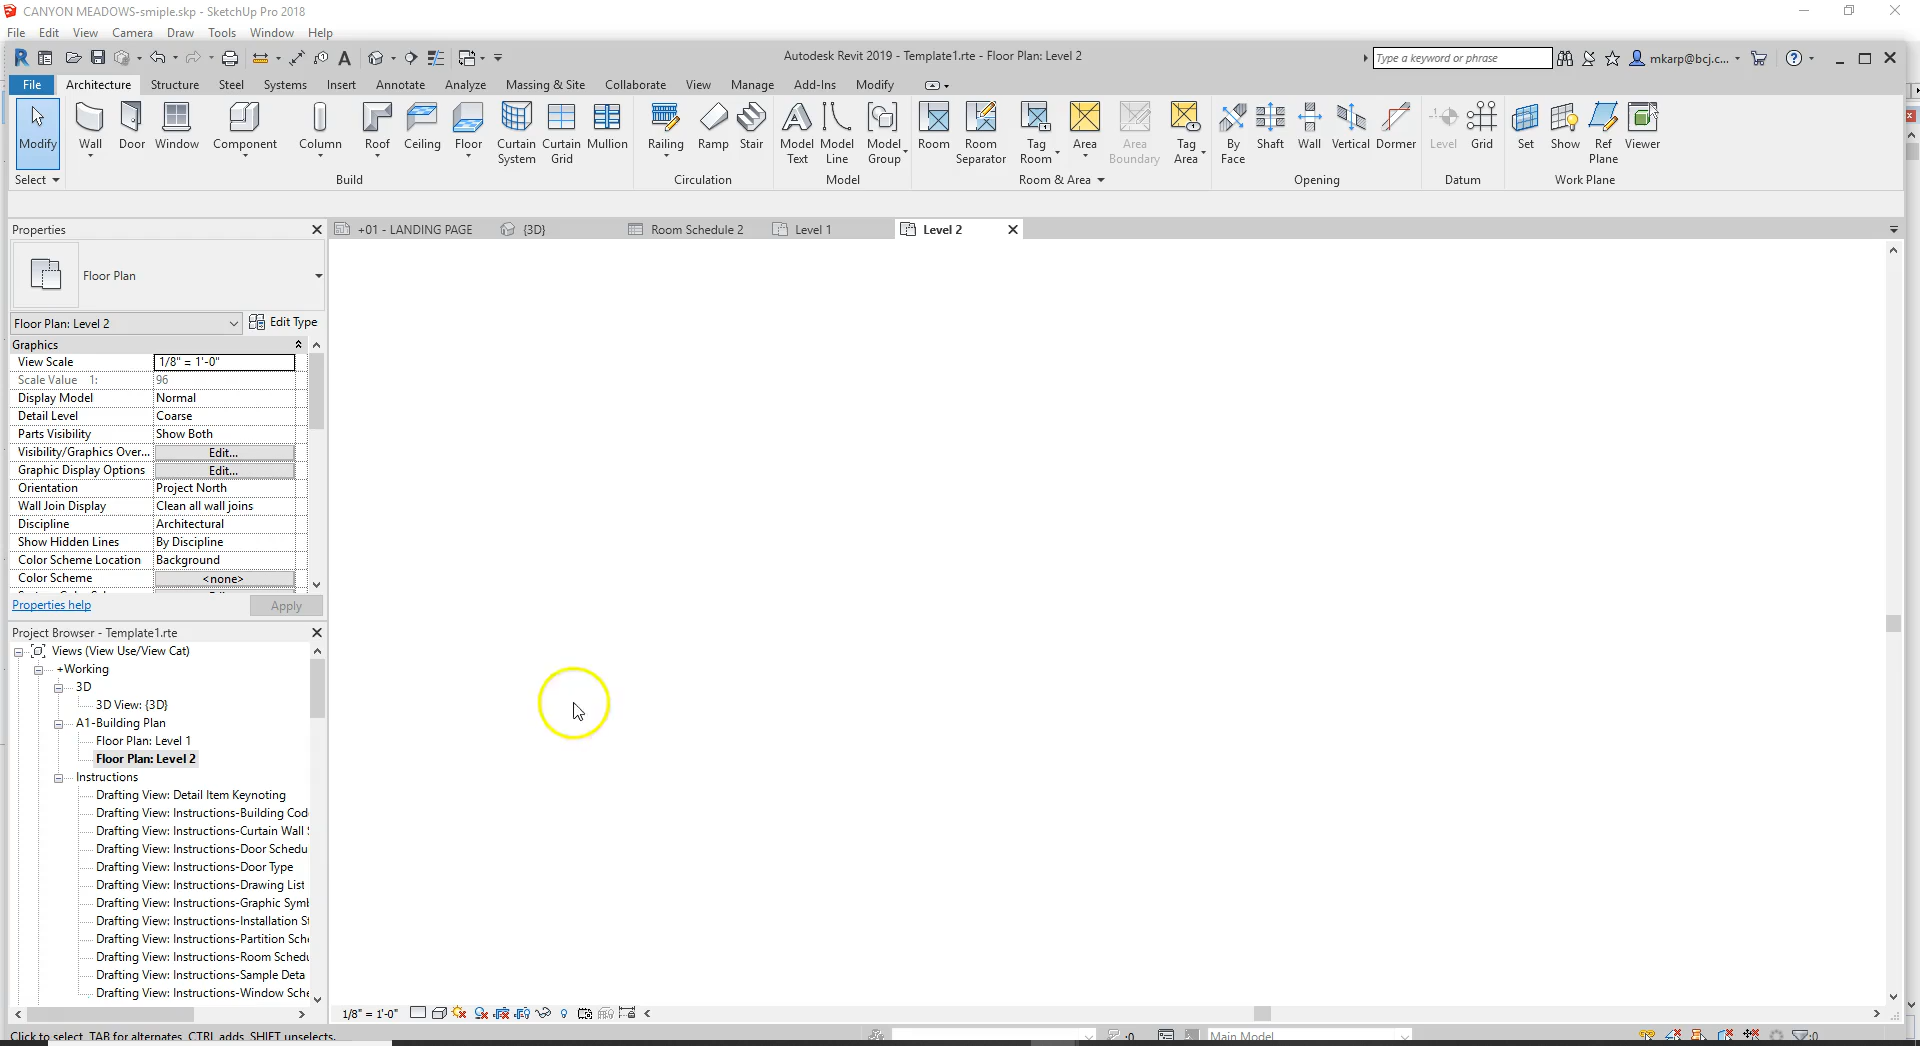 CANYON MEADOWS-smiple.skp - SketchUp Pro 2018
File Edit View Camera Draw Tools Window Help
Autodesk Revit 2019 - Template1.rte - Floor Plan: Level 2
Type a keyword or phrase
mkarp@bcj.c...
File Architecture Structure Steel Systems Insert Annotate Analyze Massing & Site Collaborate View Manage Add-Ins Modify
Modify Wall Door Window Component Column Roof Ceiling Floor Curtain System Curtain Grid Mullion Railing Ramp Stair Model Text Model Line Model Group Room Room Separator Tag Room Area Area Boundary Tag Area By Face Shaft Wall Vertical Dormer Level Grid Set Show Ref Plane Viewer
Select Build Circulation Model Room & Area Opening Datum Work Plane
Properties
+01 - LANDING PAGE {3D} Room Schedule 2 Level 1 Level 2
Floor Plan
Floor Plan: Level 2 Edit Type
Graphics
View Scale 1/8" = 1'-0"
Scale Value 1: 96
Display Model Normal
Detail Level Coarse
Parts Visibility Show Both
Visibility/Graphics Over... Edit...
Graphic Display Options Edit...
Orientation Project North
Wall Join Display Clean all wall joins
Discipline Architectural
Show Hidden Lines By Discipline
Color Scheme Location Background
Color Scheme <none>
Properties help Apply
Project Browser - Template1.rte
Views (View Use/View Cat)
+Working
3D
3D View: {3D}
A1-Building Plan
Floor Plan: Level 1
Floor Plan: Level 2
Instructions
Drafting View: Detail Item Keynoting
Drafting View: Instructions-Building Cod
Drafting View: Instructions-Curtain Wall
Drafting View: Instructions-Door Schedu
Drafting View: Instructions-Door Type
Drafting View: Instructions-Drawing List
Drafting View: Instructions-Graphic Syml
Drafting View: Instructions-Installation St
Drafting View: Instructions-Partition Sche
Drafting View: Instructions-Room Schedu
Drafting View: Instructions-Sample Deta
Drafting View: Instructions-Window Sche
1/8" = 1'-0"
Click to select, TAB for alternates, CTRL adds, SHIFT unselects. :0 Main Model :0